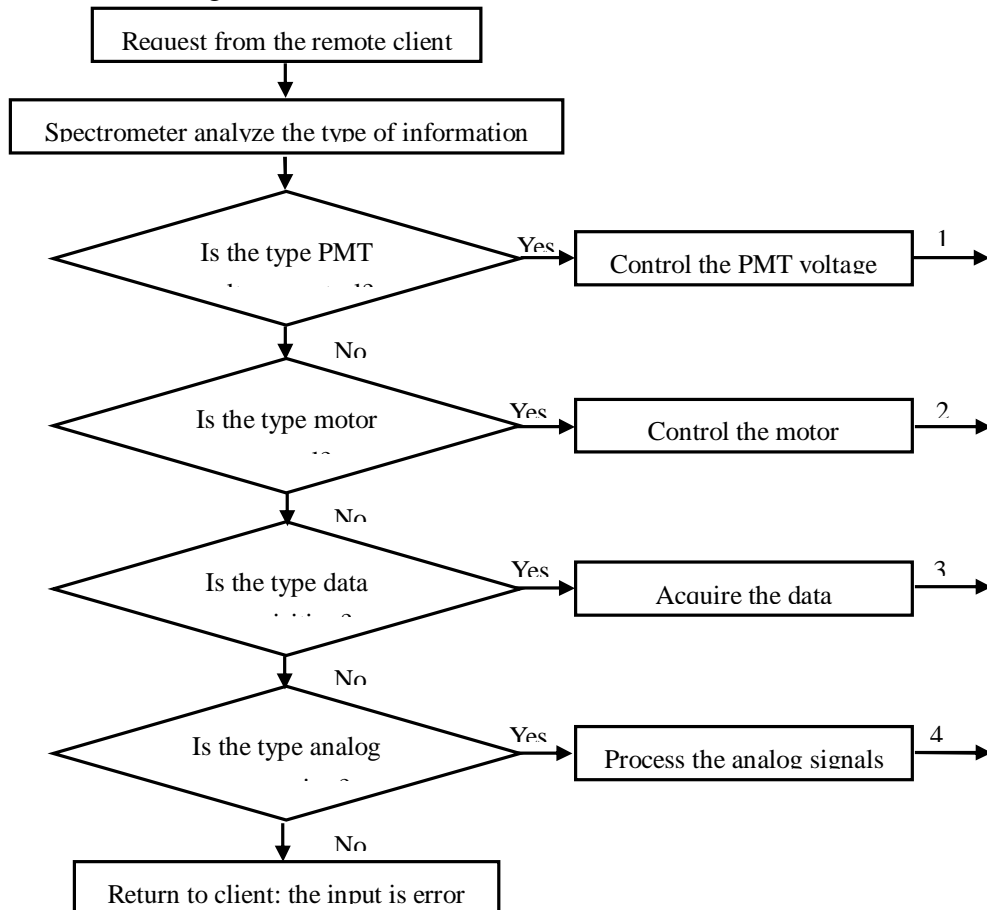 Request from the remote client
Spectrometer analyze the type of information
Is the type PMT
Yes
Control the PMT voltage
1
No
Is the type motor
Yes
Control the motor
2
No
Is the type data
Yes
Acquire the data
3
No
Is the type analog
Yes
Process the analog signals
4
No
Return to client: the input is error